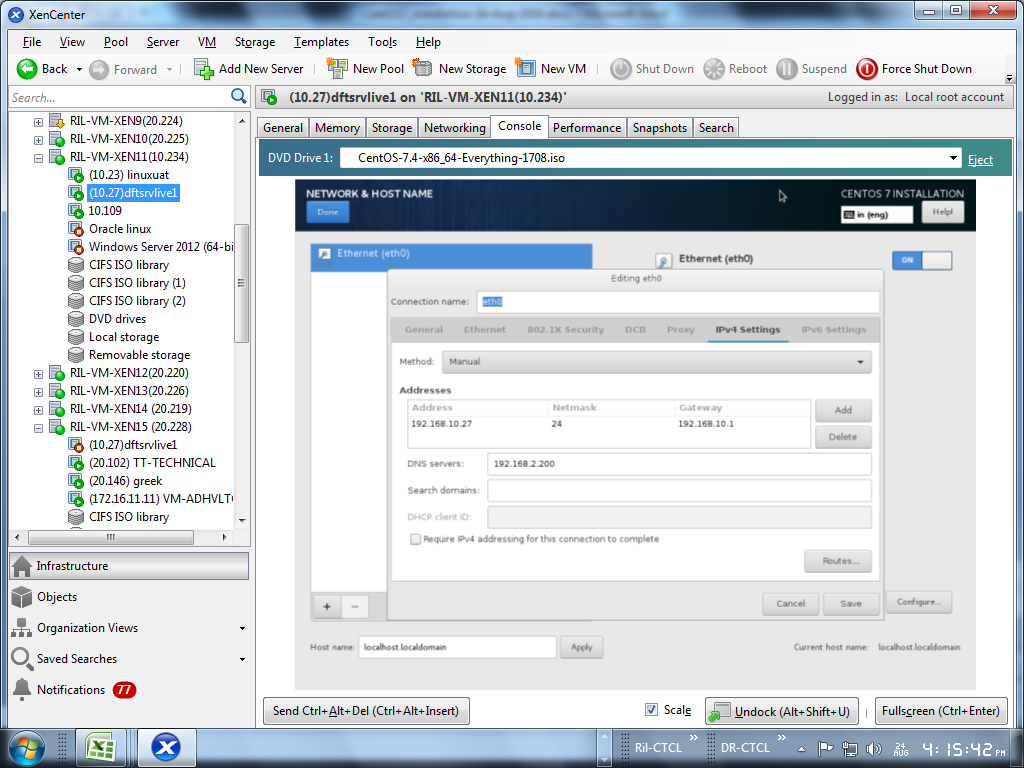 XenCenter
File View Pool Server VM Storage Templates Tools Help
Back Forward Add New Server New Pool New Storage New VM Shut Down Reboot Suspend Force Shut Down
Search...
(10.27)dftsrvlive1 on 'RIL-VM-XEN11(10.234)' Logged in as: Local root account
RIL-VM-XEN9(20.224)
RIL-VM-XEN10(20.225)
RIL-VM-XEN11(10.234)
(10.23) linuxuat
(10.27)dftsrvlive1
10.109
Oracle linux
Windows Server 2012 (64-bi
CIFS ISO library
CIFS ISO library (1)
CIFS ISO library (2)
DVD drives
Local storage
Removable storage
RIL-VM-XEN12(20.220)
RIL-VM-XEN13(20.226)
RIL-VM-XEN14 (20.219)
RIL-VM-XEN15 (20.228)
(10.27)dftsrvlive1
(20.102) TT-TECHNICAL
(20.146) greek
(172.16.11.11) VM-ADHVLT
CIFS ISO library
Infrastructure
Objects
Organization Views
Saved Searches
Notifications 77
General Memory Storage Networking Console Performance Snapshots Search
DVD Drive 1: CentOS-7.4-x86_64-Everything-1708.iso Eject
NETWORK & HOST NAME CENTOS 7 INSTALLATION
Done in (eng) Help!
Ethernet (eth0) Ethernet (eth0) ON
Editing eth0
Connection name: eth0
General Ethernet 802.1X Security DCB Proxy IPv4 Settings IPv6 Settings
Method: Manual
Addresses
Address Netmask Gateway Add
192.168.10.27 24 192.168.10.1
Delete
DNS servers: 192.168.2.200
Search domains:
DHCP client ID:
Require IPv4 addressing for this connection to complete
Routes...
+ - Cancel Save Configure...
Host name: localhost.localdomain Apply Current host name: localhost.localdomain
Send Ctrl+Alt+Del (Ctrl+Alt+Insert) Scale Undock (Alt+Shift+U) Fullscreen (Ctrl+Enter)
Ril-CTCL » DR-CTCL » 24 AUG 4:15:42 PM